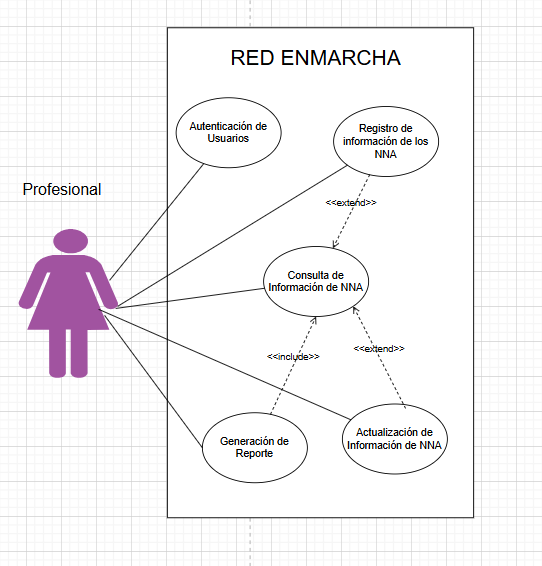 RED ENMARCHA
Autenticación de
Usuarios
Registro de
información de los
NNA
Profesional
<<extend>>
Consulta de
Información de NNA
<<include>>
<<extend>>
Generación de
Reporte
Actualización de
Información de NNA